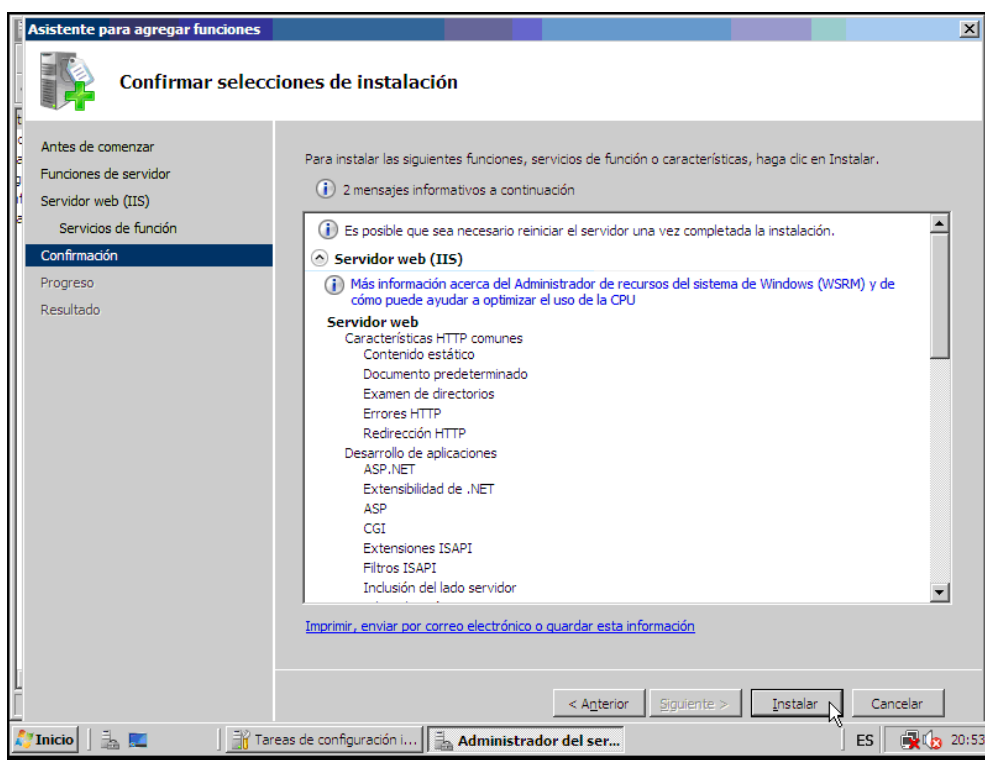 Asistente para agregar funciones
Confirmar selecciones de instalación
Antes de comenzar
Funciones de servidor
Servidor web (IIS)
Servicios de función
Confirmación
Progreso
Resultado
Para instalar las siguientes funciones, servicios de función o características, haga clic en Instalar.
2 mensajes informativos a continuación
Es posible que sea necesario reiniciar el servidor una vez completada la instalación.
Servidor web (IIS)
Más información acerca del Administrador de recursos del sistema de Windows (WSRM) y de
cómo puede ayudar a optimizar el uso de la CPU
Servidor web
Características HTTP comunes
Contenido estático
Documento predeterminado
Examen de directorios
Errores HTTP
Redirección HTTP
Desarrollo de aplicaciones
ASP.NET
Extensibilidad de .NET
ASP
CGI
Extensiones ISAPI
Filtros ISAPI
Inclusión del lado servidor
Imprimir, enviar por correo electrónico o guardar esta información
< Anterior
Siguiente >
Instalar
Cancelar
Inicio
Tareas de configuración i...
Administrador del ser...
ES
20:53